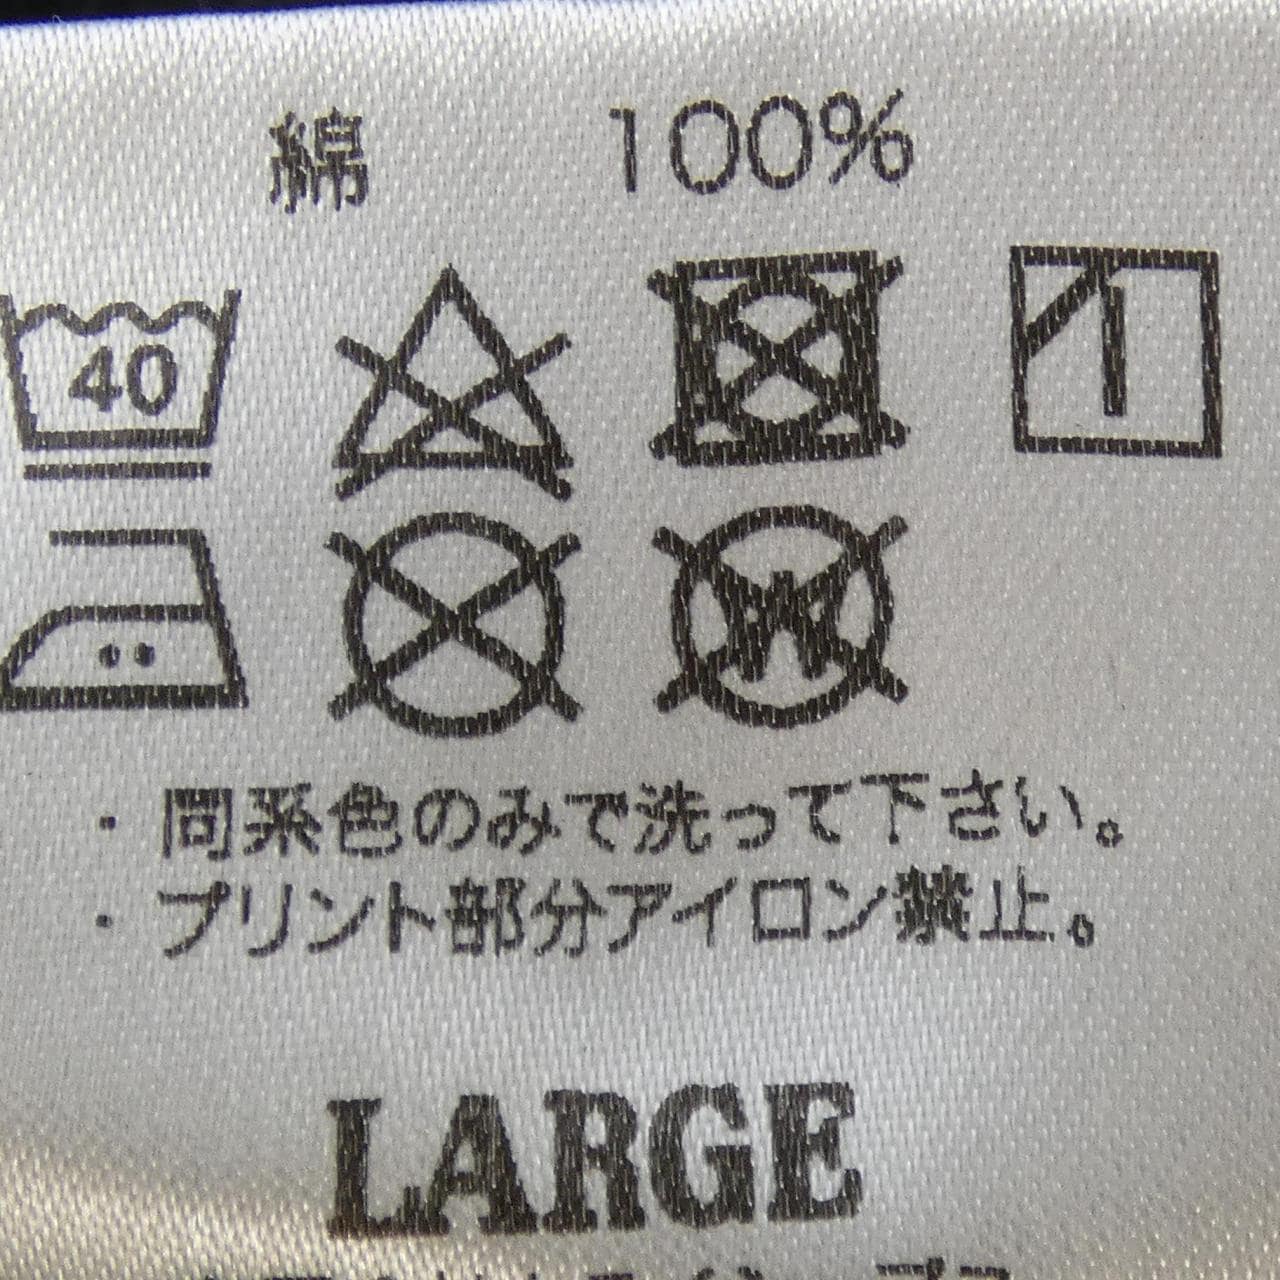 綿 100%
40
W
・同系色のみで洗って下さい。
・プリント部分アイロン禁止。
LARGE